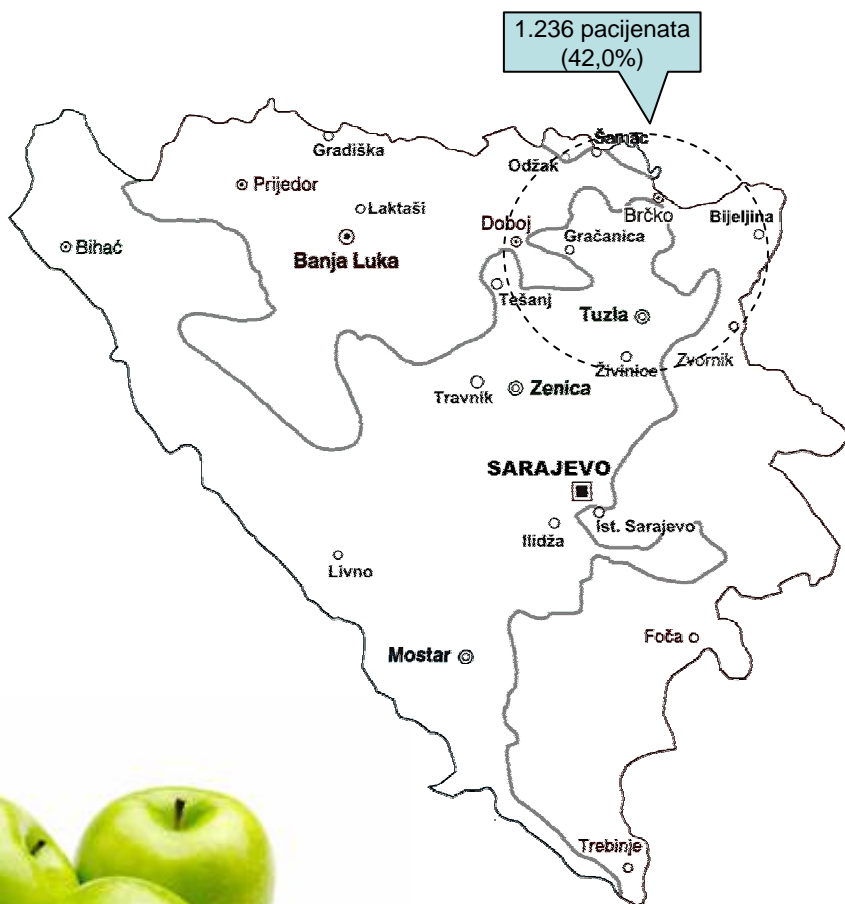 1.236 pacijenata
(42,0%)
Šamac
Gradiška
Odžak
Prijedor
Laktaši
Brčko
Bijeljina
Doboj
Gračanica
Bihać
Banja Luka
Tešanj
Tuzla
Živinice
Zvornik
Travnik
Zenica
SARAJEVO
Ist. Sarajevo
Ilidža
Livno
Foča
Mostar
Trebinje